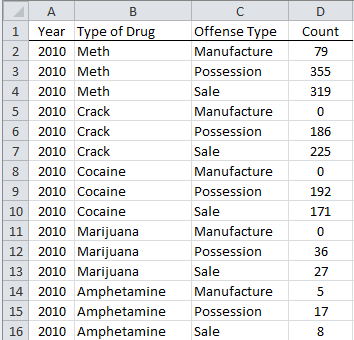 A B C D
1 Year Type of Drug Offense Type Count
2 2010 Meth Manufacture 79
3 2010 Meth Possession 355
4 2010 Meth Sale 319
5 2010 Crack Manufacture 0
6 2010 Crack Possession 186
7 2010 Crack Sale 225
8 2010 Cocaine Manufacture 0
9 2010 Cocaine Possession 192
10 2010 Cocaine Sale 171
11 2010 Marijuana Manufacture 0
12 2010 Marijuana Possession 36
13 2010 Marijuana Sale 27
14 2010 Amphetamine Manufacture 5
15 2010 Amphetamine Possession 17
16 2010 Amphetamine Sale 8